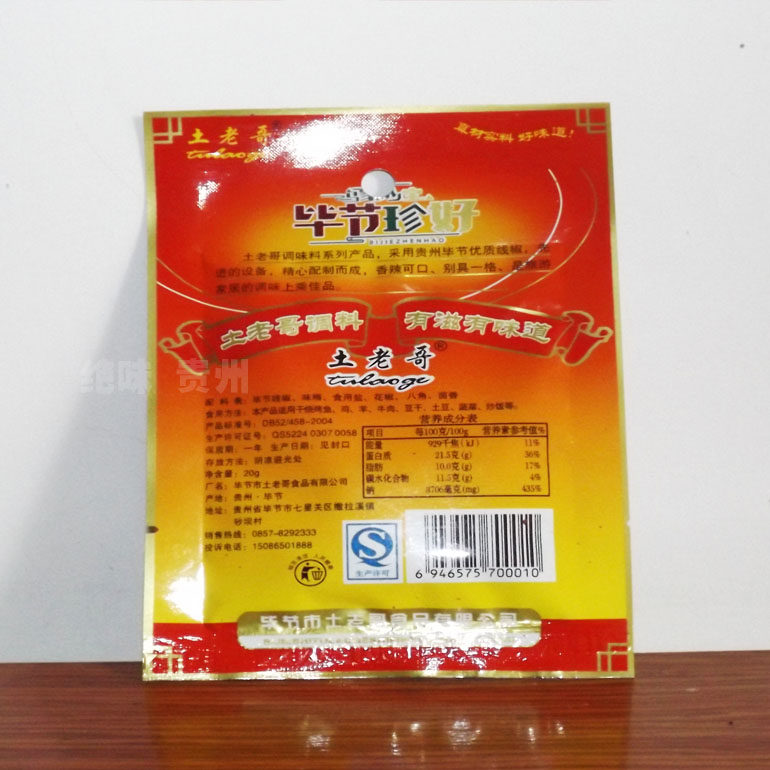 土老哥®
tulaoge
真材实料 好味道!
毕节珍好
BIJIEZHENHAO
土老哥调味料系列产品，采用贵州毕节优质线椒，
进的设备，精心配制而成，香辣可口、别具一格、是旅游
家居的调味上乘佳品。
土老哥调料 有滋有味道
土老哥®
tulaoge
绝味 贵州
配料表：毕节线椒、味精、食用盐、花椒、八角、茴香
食用方法：本产品适用于烧烤鱼、鸡、羊、牛肉、豆干、土豆、蔬菜、炒饭等。
产品标准号：DB52/458-2004
生产许可证号：QS5224 0307 0058
保质期：一年 生产日期：见封口
存放方法：阴凉避光处
净含量：20g
厂名：毕节市土老哥食品有限公司
产地：贵州·毕节
地址：贵州省毕节市七星关区撒拉溪镇
砂坝村
销售热线：0857-8292333
投诉电话：15086501888
营养成分表
项目 每100克/100g 营养素参考值%
能量 929千焦(kJ) 11%
蛋白质 21.5克(g) 36%
脂肪 10.0克(g) 17%
碳水化合物 11.5克(g) 4%
钠 8706毫克(mg) 435%
生产许可
6 946575 700010
毕节市土老哥食品有限公司